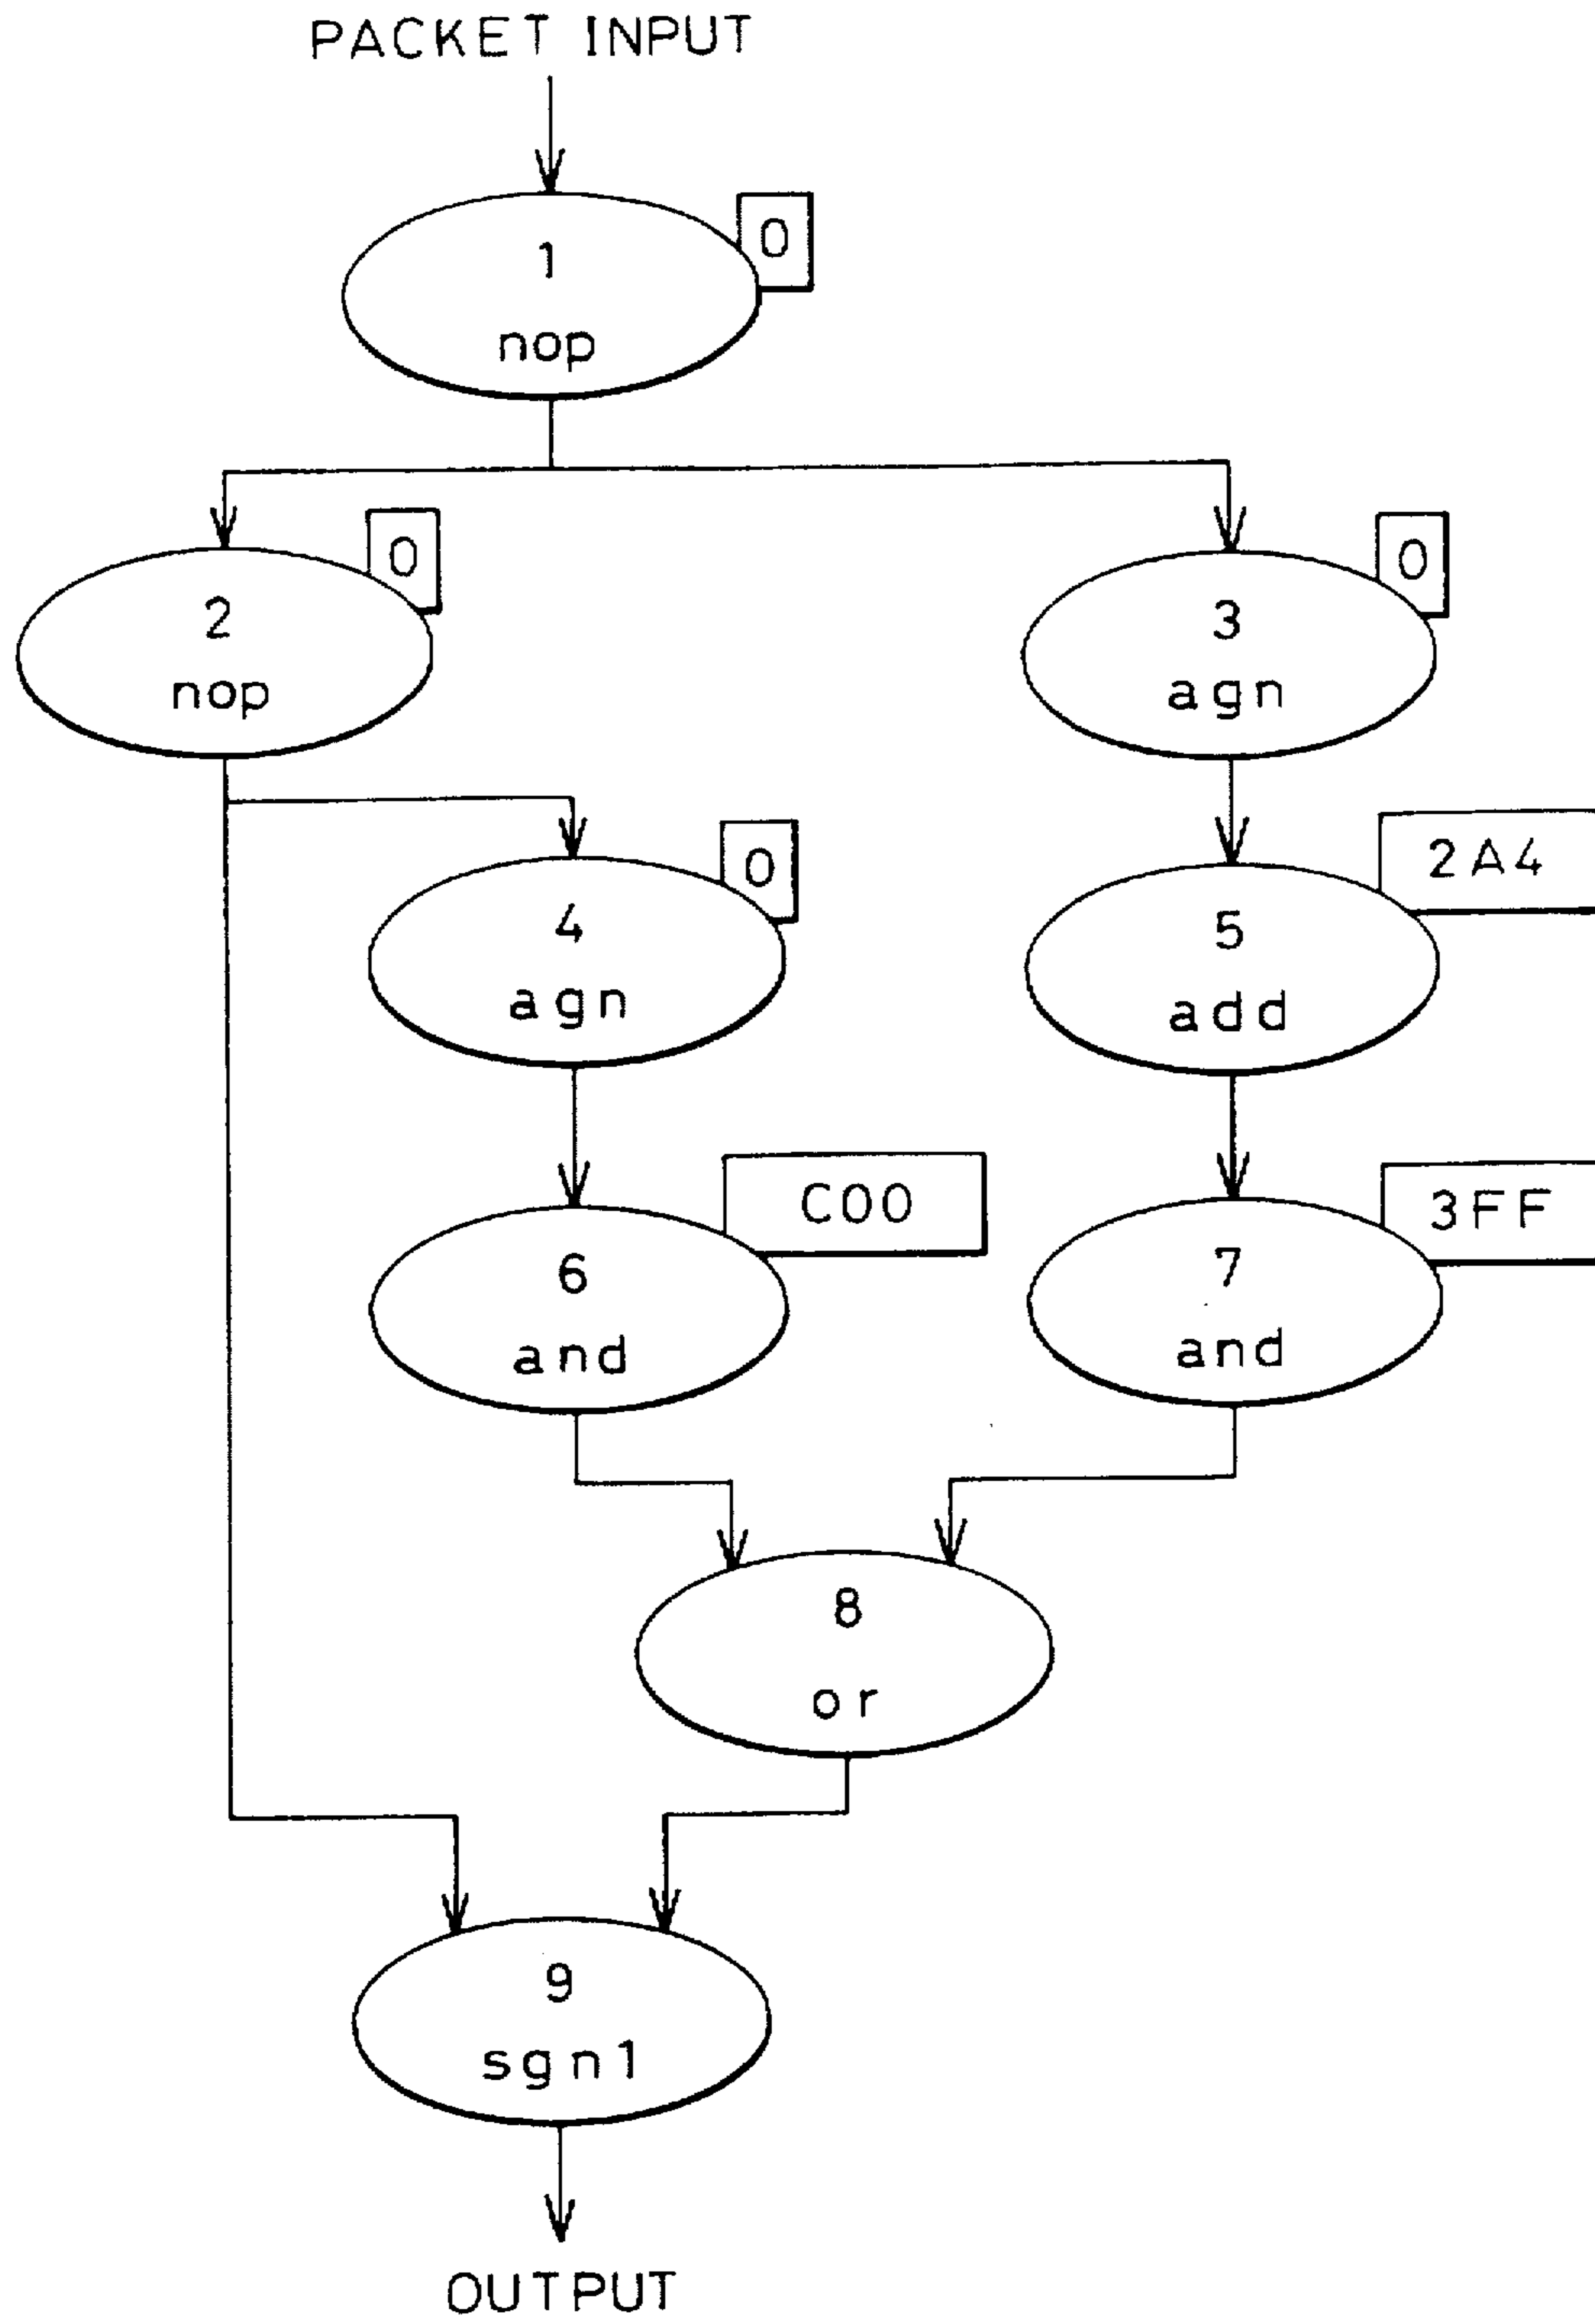 PACKET INPUT
0
1
nop
0
2
nop
0
3
agn
0
4
agn
2A4
5
add
C00
6
and
3FF
7
and
8
or
9
sgn1
OUTPUT